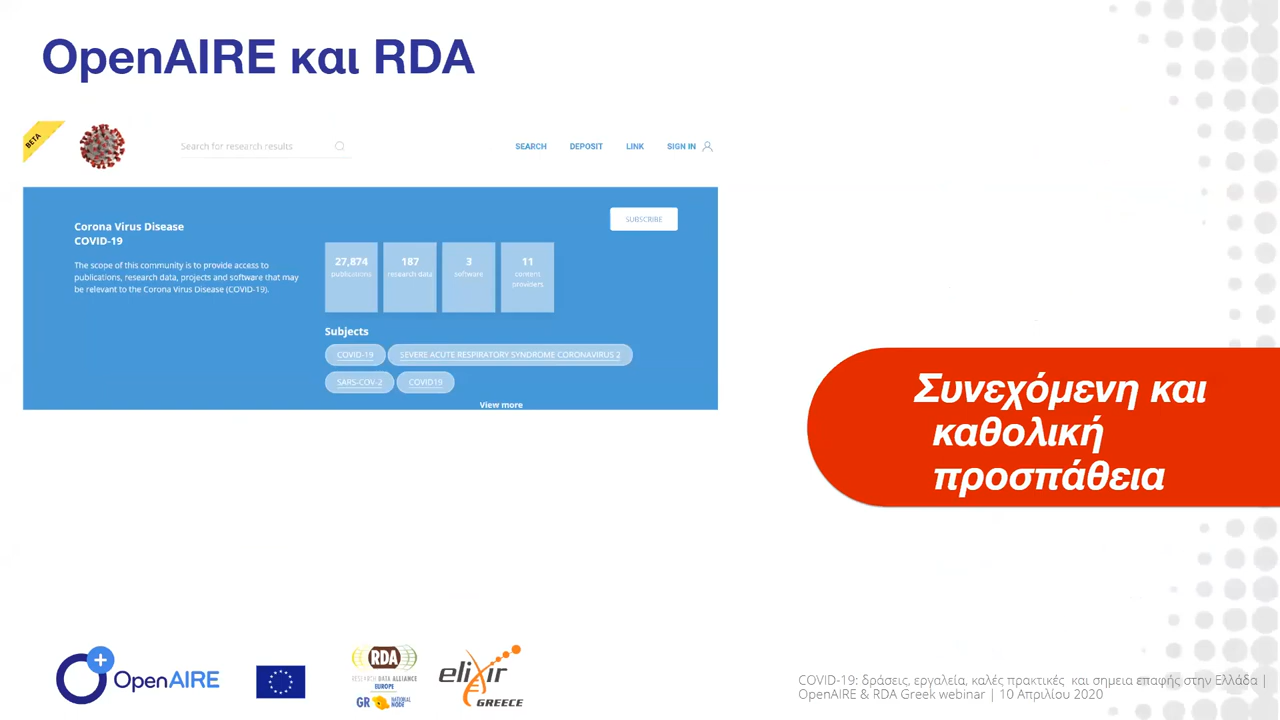 OpenAIRE και RDA
BETA
Search for research results
SEARCH
DEPOSIT
LINK
SIGN IN
SUBSCRIBE
Corona Virus Disease
COVID-19
The scope of this community is to provide access to
publications, research data, projects and software that may
be relevant to the Corona Virus Disease (COVID-19).
27,874
publications
187
research data
3
software
11
content
providers
Subjects
COVID-19
SEVERE ACUTE RESPIRATORY SYNDROME CORONAVIRUS 2
SARS-COV-2
COVID19
View more
Συνεχόμενη και
καθολική
προσπάθεια
OpenAIRE
RDA
RESEARCH DATA ALLIANCE
EUROPE
GR
NATIONAL
NODE
elixir
GREECE
COVID-19: δράσεις, εργαλεία, καλές πρακτικές και σημεια επαφής στην Ελλάδα
OpenAIRE & RDA Greek webinar | 10 Απριλίου 2020